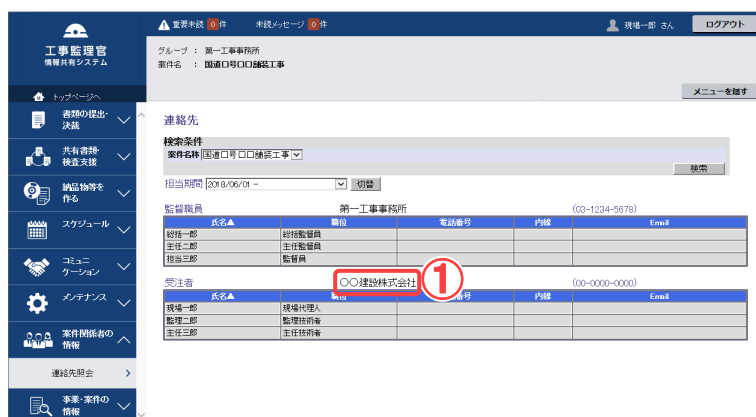 重要未読 0 件 未読メッセージ 0 件 現場一郎 さん ログアウト
工事監理官
情報共有システム
グループ : 第一工事事務所
案件名 : 国道口号口口舗装工事
トップページへ
メニューを隠す
書類の提出・
決裁
共有書類・
検査支援
納品物等を
作る
スケジュール
コミュニ
ケーション
メンテナンス
案件関係者の
情報
連絡先照会
事業・案件の
情報
連絡先
検索条件
案件名称 国道口号口口舗装工事
検索
担当期間 2018/06/01 - 切替
監督職員 第一工事事務所 (03-1234-5678)
氏名▲ 職位 電話番号 内線 Email
総括一郎 総括監督員
主任二郎 主任監督員
担当三郎 監督員
受注者 〇〇建設株式会社 ① (00-0000-0000)
氏名▲ 職位 号 内線 Email
現場一郎 現場代理人
監理二郎 監理技術者
主任三郎 主任技術者